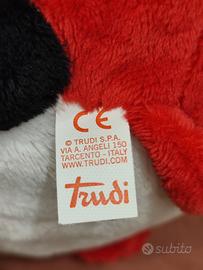 CE
© TRUDI S.P.A.
VIA A. ANGELI 150
TARCENTO - ITALY
WWW.TRUDI.COM
Trudi
subito